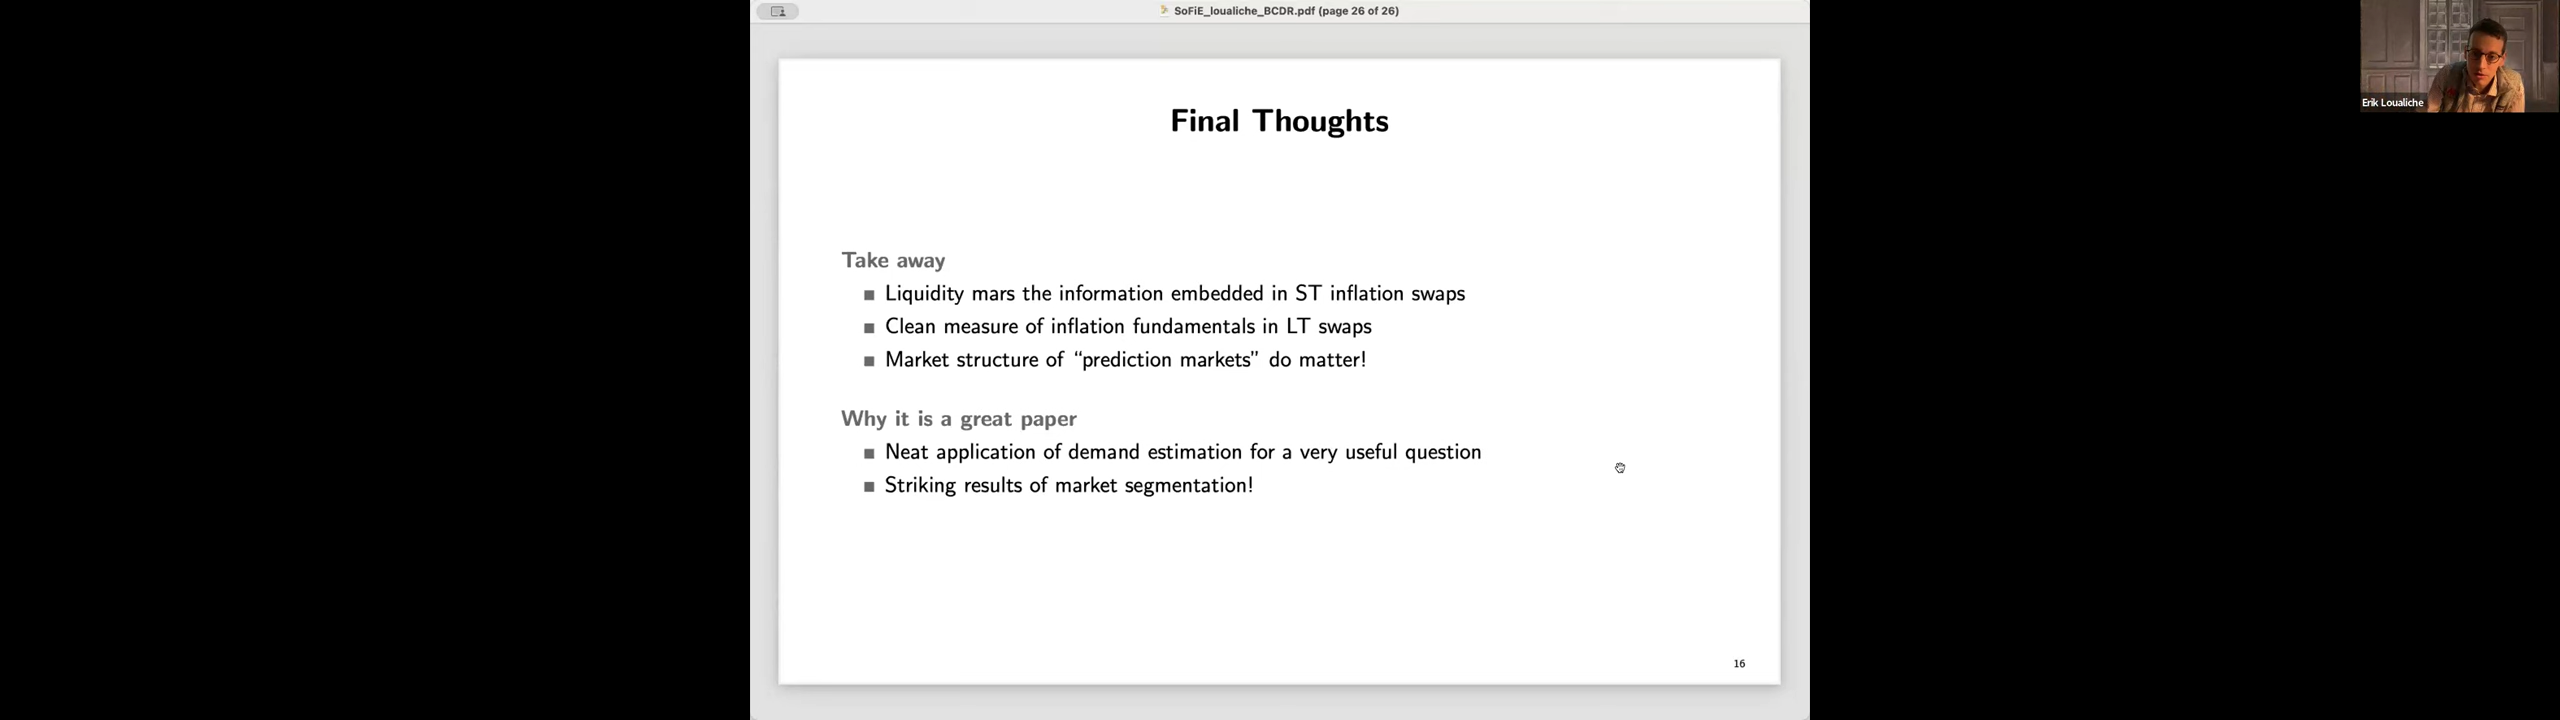 SoFiE_loualiche_BCDR.pdf (page 26 of 26)
Erik Loualiche
Final Thoughts
Take away
Liquidity mars the information embedded in ST inflation swaps
Clean measure of inflation fundamentals in LT swaps
Market structure of “prediction markets” do matter!
Why it is a great paper
Neat application of demand estimation for a very useful question
Striking results of market segmentation!
16